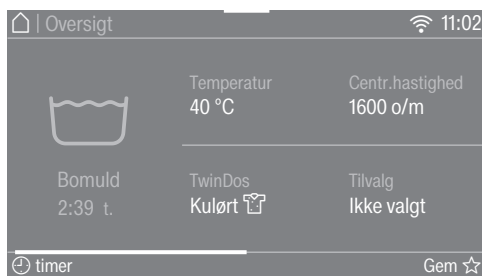 | Oversigt 11:02
Temperatur Centr.hastighed
40 °C 1600 o/m
Bomuld TwinDos Tilvalg
2:39 t. Kulørt Ikke valgt
timer Gem